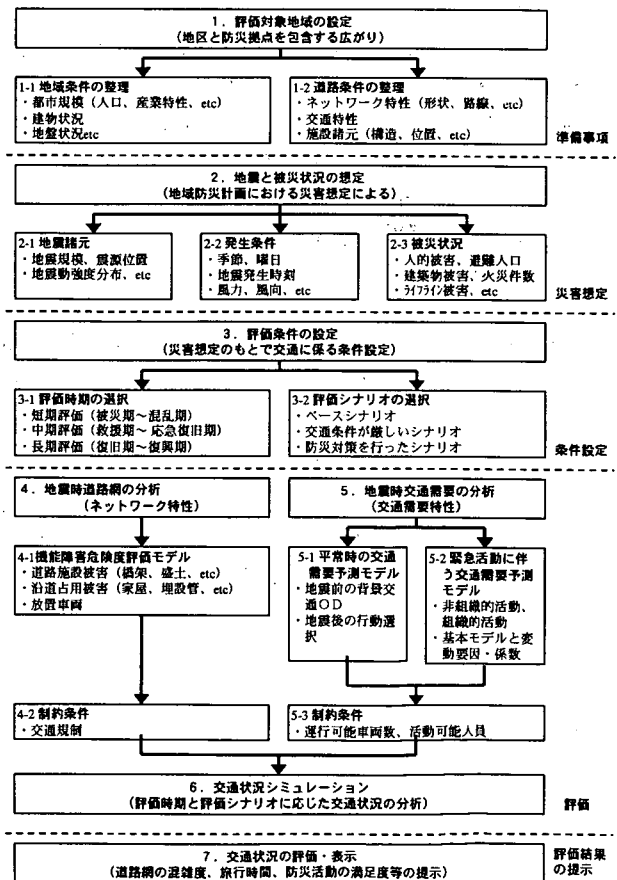 1．評価対象地域の設定
(地区と防災拠点を包含する広がり)
1-1 地域条件の整理
・都市規模（人口、産業特性、etc)
・建物状況
・地盤状況etc
1-2 道路条件の整理
・ネットワーク特性（形状、路線、etc)
・交通特性
・施設諸元（構造、位置、etc)
準備事項
2．地震と被災状況の想定
(地域防災計画における災害想定による)
2-1 地震諸元
・地震規模、震源位置
・地震動強度分布、etc
2-2 発生条件
・季節、曜日
・地震発生時刻
・風力、風向、etc
2-3 被災状況
・人的被害、避難人口
・建築物被害、火災件数
・ﾗｲﾌﾗｲﾝ被害、etc
災害想定
3．評価条件の設定
(災害想定のもとで交通に係る条件設定)
3-1 評価時期の選択
・短期評価（被災期～混乱期）
・中期評価（救援期～応急復旧期）
・長期評価（復旧期～復興期）
3-2 評価シナリオの選択
・ベースシナリオ
・交通条件が厳しいシナリオ
・防災対策を行ったシナリオ
条件設定
4．地震時道路網の分析
(ネットワーク特性)
5．地震時交通需要の分析
(交通需要特性)
4-1機能障害危険度評価モデル
・道路施設被害（橋梁、盛土、etc)
・沿道占用被害（家屋、埋設管、etc)
・放置車両
5-1 平常時の交通
需要予測モデル
・地震前の背景交
通ＯＤ
・地震後の行動選
択
5-2 緊急活動に伴
う交通需要予測
モデル
・非組織的活動、
組織的活動
・基本モデルと変
動要因・係数
4-2 制約条件
・交通規制
5-3 制約条件
・運行可能車両数、活動可能人員
6．交通状況シミュレーション
(評価時期と評価シナリオに応じた交通状況の分析)
評価
7．交通状況の評価・表示
(道路網の混雑度、旅行時間、防災活動の満足度等の提示)
評価結果
の提示